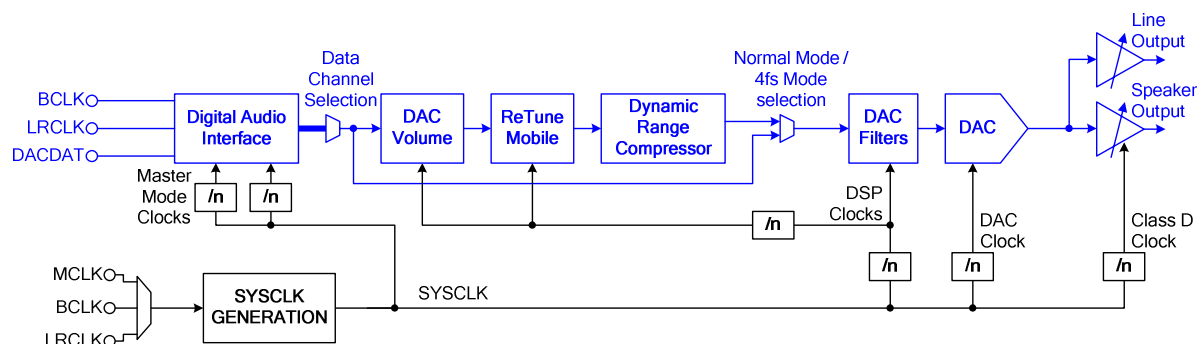 Line
Output
Data
Channel
Selection
Normal Mode /
4fs Mode
selection
BCLK
LRCLK
DACDAT
Digital Audio
Interface
DAC
Volume
ReTune
Mobile
Dynamic
Range
Compressor
DAC
Filters
DAC
Speaker
Output
Master
Mode
Clocks
/n
/n
/n
DSP
Clocks
/n
DAC
Clock
/n
Class D
Clock
/n
MCLK
BCLK
LRCLK
SYSCLK
GENERATION
SYSCLK